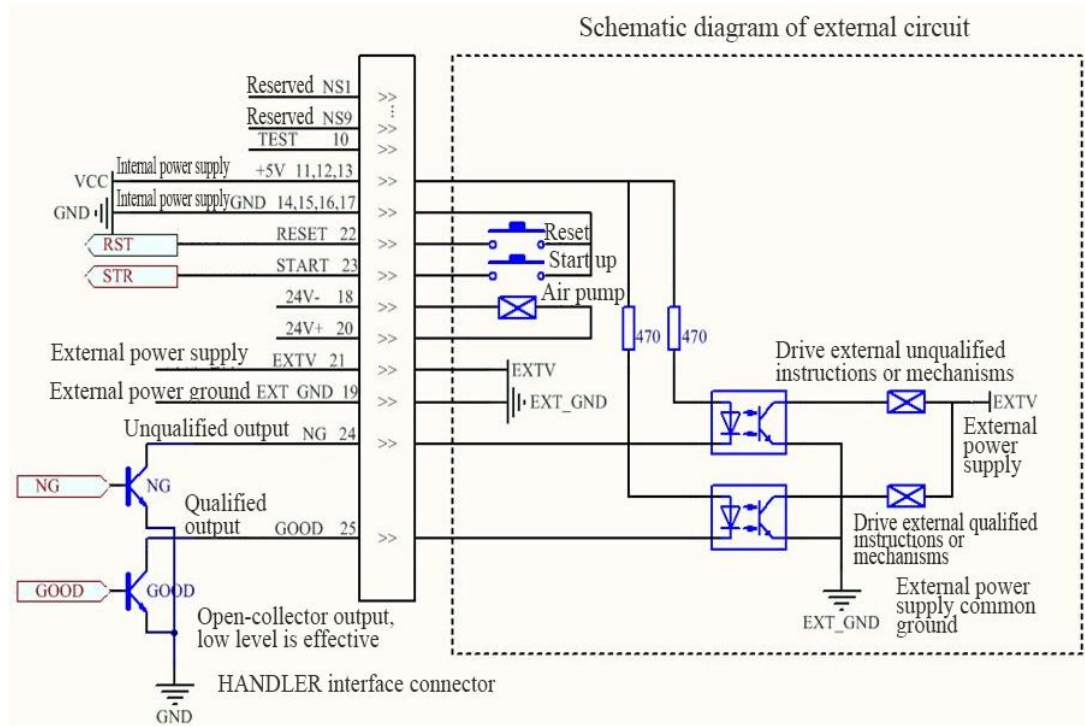 Schematic diagram of external circuit
Reserved NS1
>>
Reserved NS9
>>
TEST 10
>>
Internal power supply
VCC
+5V 11,12,13
>>
Internal power supply
GND
GND 14,15,16,17
>>
RST
RESET 22
>>
Reset
STR
START 23
>>
Start up
24V- 18
>>
Air pump
24V+ 20
>>
470
470
External power supply
EXTV 21
>>
EXTV
Drive external unqualified
instructions or mechanisms
External power ground
EXT GND 19
>>
EXT_GND
EXTV
External
power
supply
Unqualified output
NG 24
>>
NG
NG
Qualified
output
GOOD 25
>>
Drive external qualified
instructions or
mechanisms
GOOD
GOOD
Open-collector output,
low level is effective
External power
supply common
ground
EXT_GND
HANDLER interface connector
GND